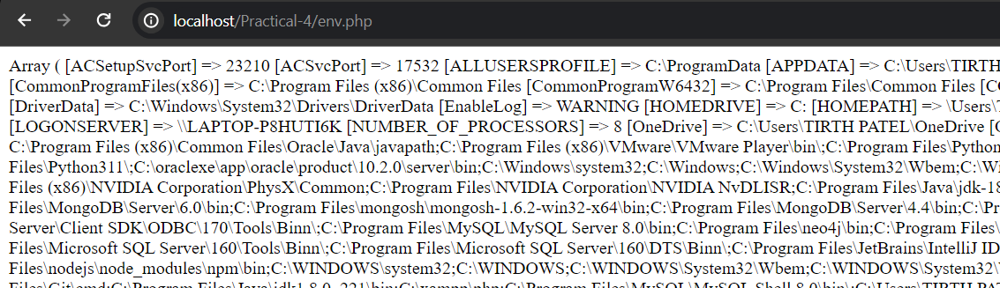 localhost/Practical-4/env.php
Array ( [ACSetupSvcPort] => 23210 [ACSvcPort] => 17532 [ALLUSERSPROFILE] => C:\ProgramData [APPDATA] => C:\Users\TIRTH
[CommonProgramFiles(x86)] => C:\Program Files (x86)\Common Files [CommonProgramW6432] => C:\Program Files\Common Files [CO
[DriverData] => C:\Windows\System32\Drivers\DriverData [EnableLog] => WARNING [HOMEDRIVE] => C: [HOMEPATH] => \Users\T
[LOGONSERVER] => \\LAPTOP-P8HUTI6K [NUMBER_OF_PROCESSORS] => 8 [OneDrive] => C:\Users\TIRTH PATEL\OneDrive [O
C:\Program Files (x86)\Common Files\Oracle\Java\javapath;C:\Program Files (x86)\VMware\VMware Player\bin\;C:\Program Files\Python
Files\Python311\;C:\oraclexe\app\oracle\product\10.2.0\server\bin;C:\Windows\system32;C:\Windows;C:\Windows\System32\Wbem;C:\Wi
Files (x86)\NVIDIA Corporation\PhysX\Common;C:\Program Files\NVIDIA Corporation\NVIDIA NvDLISR;C:\Program Files\Java\jdk-18
Files\MongoDB\Server\6.0\bin;C:\Program Files\mongosh\mongosh-1.6.2-win32-x64\bin;C:\Program Files\MongoDB\Server\4.4\bin;C:\Pr
Server\Client SDK\ODBC\170\Tools\Binn\;C:\Program Files\MySQL\MySQL Server 8.0\bin;C:\Program Files\neo4j\bin;C:\Program Files\
Files\Microsoft SQL Server\160\Tools\Binn\;C:\Program Files\Microsoft SQL Server\160\DTS\Binn\;C:\Program Files\JetBrains\IntelliJ ID
Files\nodejs\node_modules\npm\bin;C:\WINDOWS\system32;C:\WINDOWS;C:\WINDOWS\System32\Wbem;C:\WINDOWS\System32\
Files\Git\cmd;C:\Program Files\Java\jdk1.8.0_221\bin;C:\xampp\php;C:\Program Files\MySQL\MySQL Shell 8.0\bin\;C:\Users\TIRTH PAT